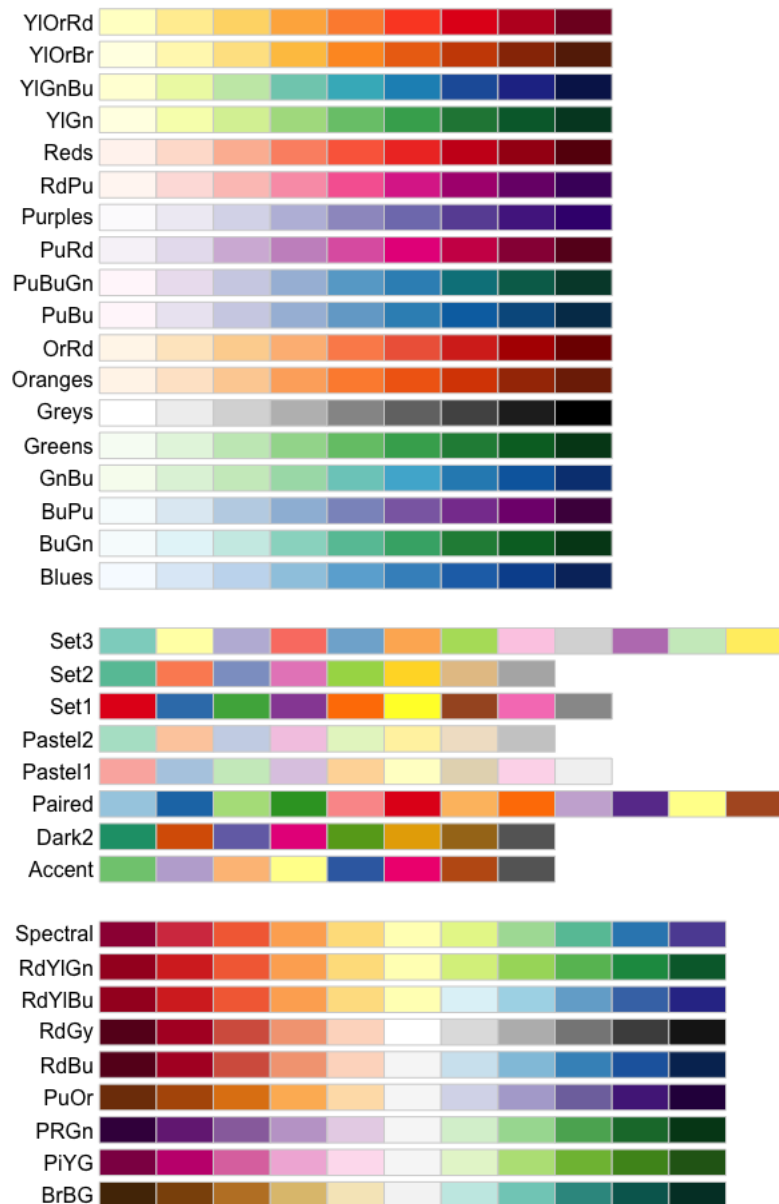 YlOrRd
YlOrBr
YlGnBu
YlGn
Reds
RdPu
Purples
PuRd
PuBuGn
PuBu
OrRd
Oranges
Greys
Greens
GnBu
BuPu
BuGn
Blues
Set3
Set2
Set1
Pastel2
Pastel1
Paired
Dark2
Accent
Spectral
RdYlGn
RdYlBu
RdGy
RdBu
PuOr
PRGn
PiYG
BrBG